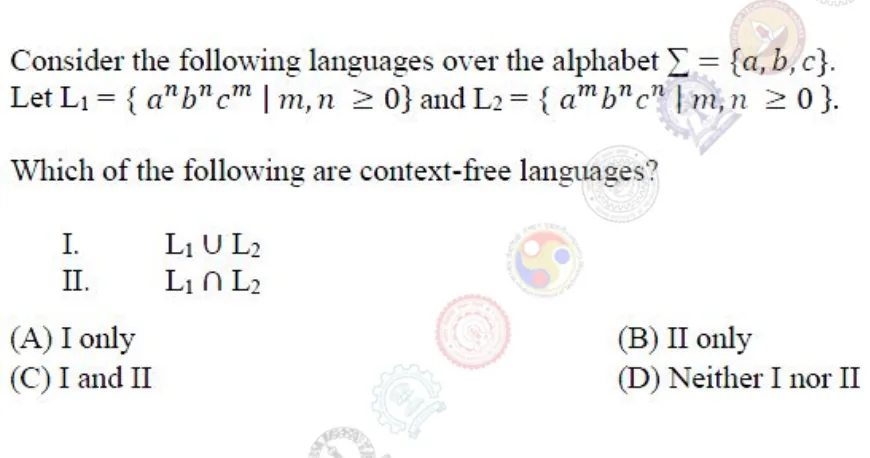 Consider the following languages over the alphabet ∑ = {a, b, c}.
Let L₁ = { aⁿbⁿcᵐ | m, n ≥ 0} and L₂ = { aᵐbⁿcⁿ | m, n ≥ 0 }.
Which of the following are context-free languages?
I. L₁ ∪ L₂
II. L₁ ∩ L₂
(A) I only (B) II only
(C) I and II (D) Neither I nor II